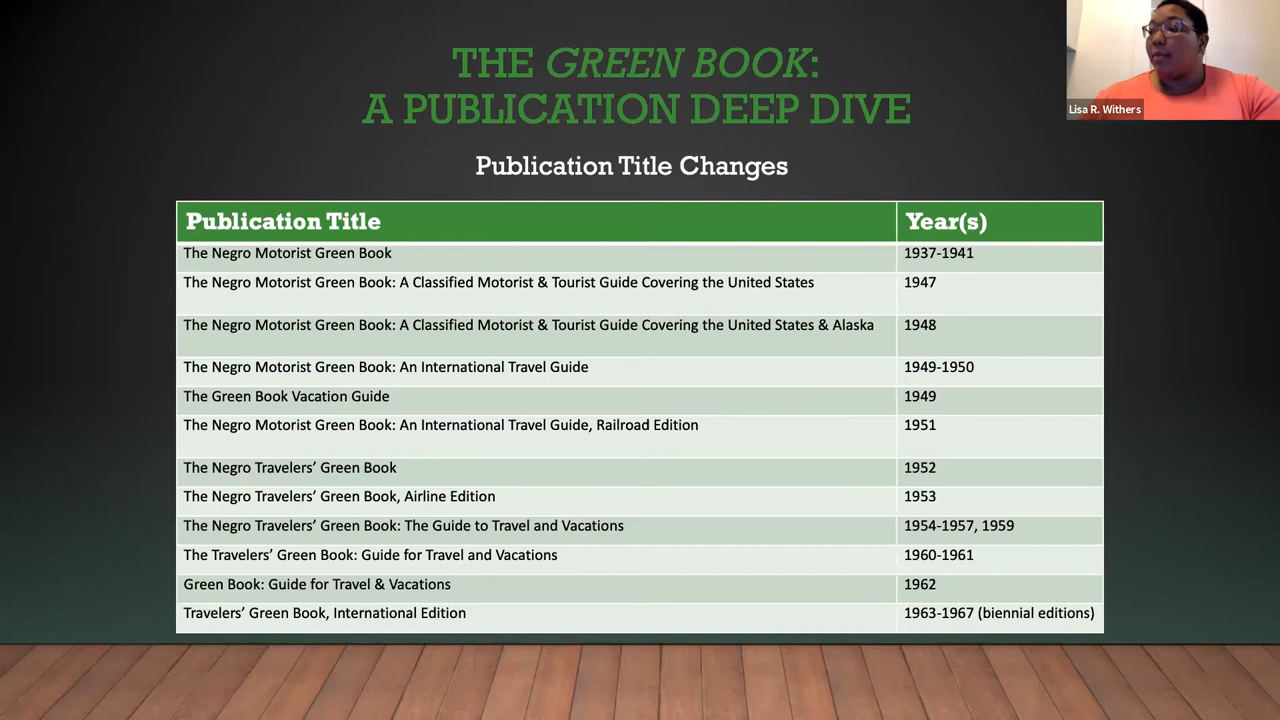 THE GREEN BOOK:
A PUBLICATION DEEP DIVE
Lisa R. Withers
Publication Title Changes
Publication Title Year(s)
The Negro Motorist Green Book 1937-1941
The Negro Motorist Green Book: A Classified Motorist & Tourist Guide Covering the United States 1947
The Negro Motorist Green Book: A Classified Motorist & Tourist Guide Covering the United States & Alaska 1948
The Negro Motorist Green Book: An International Travel Guide 1949-1950
The Green Book Vacation Guide 1949
The Negro Motorist Green Book: An International Travel Guide, Railroad Edition 1951
The Negro Travelers’ Green Book 1952
The Negro Travelers’ Green Book, Airline Edition 1953
The Negro Travelers’ Green Book: The Guide to Travel and Vacations 1954-1957, 1959
The Travelers’ Green Book: Guide for Travel and Vacations 1960-1961
Green Book: Guide for Travel & Vacations 1962
Travelers’ Green Book, International Edition 1963-1967 (biennial editions)